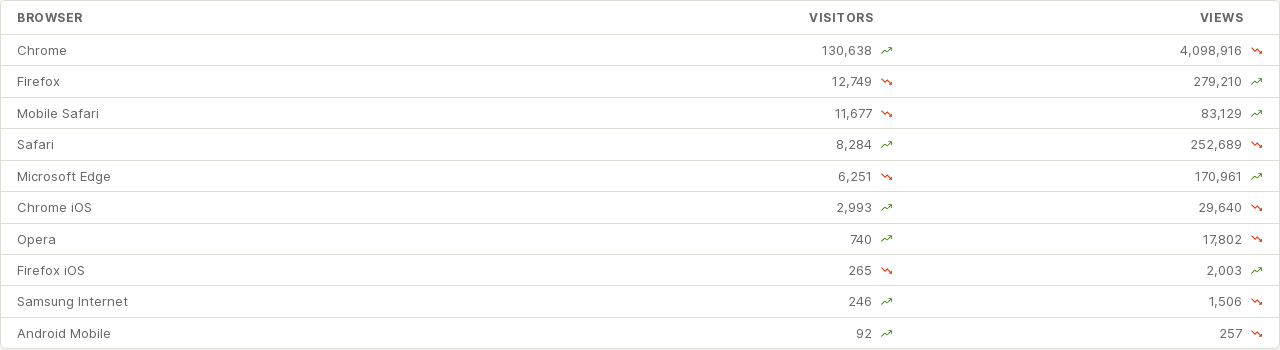 BROWSER VISITORS VIEWS
Chrome 130,638 4,098,916
Firefox 12,749 279,210
Mobile Safari 11,677 83,129
Safari 8,284 252,689
Microsoft Edge 6,251 170,961
Chrome iOS 2,993 29,640
Opera 740 17,802
Firefox iOS 265 2,003
Samsung Internet 246 1,506
Android Mobile 92 257